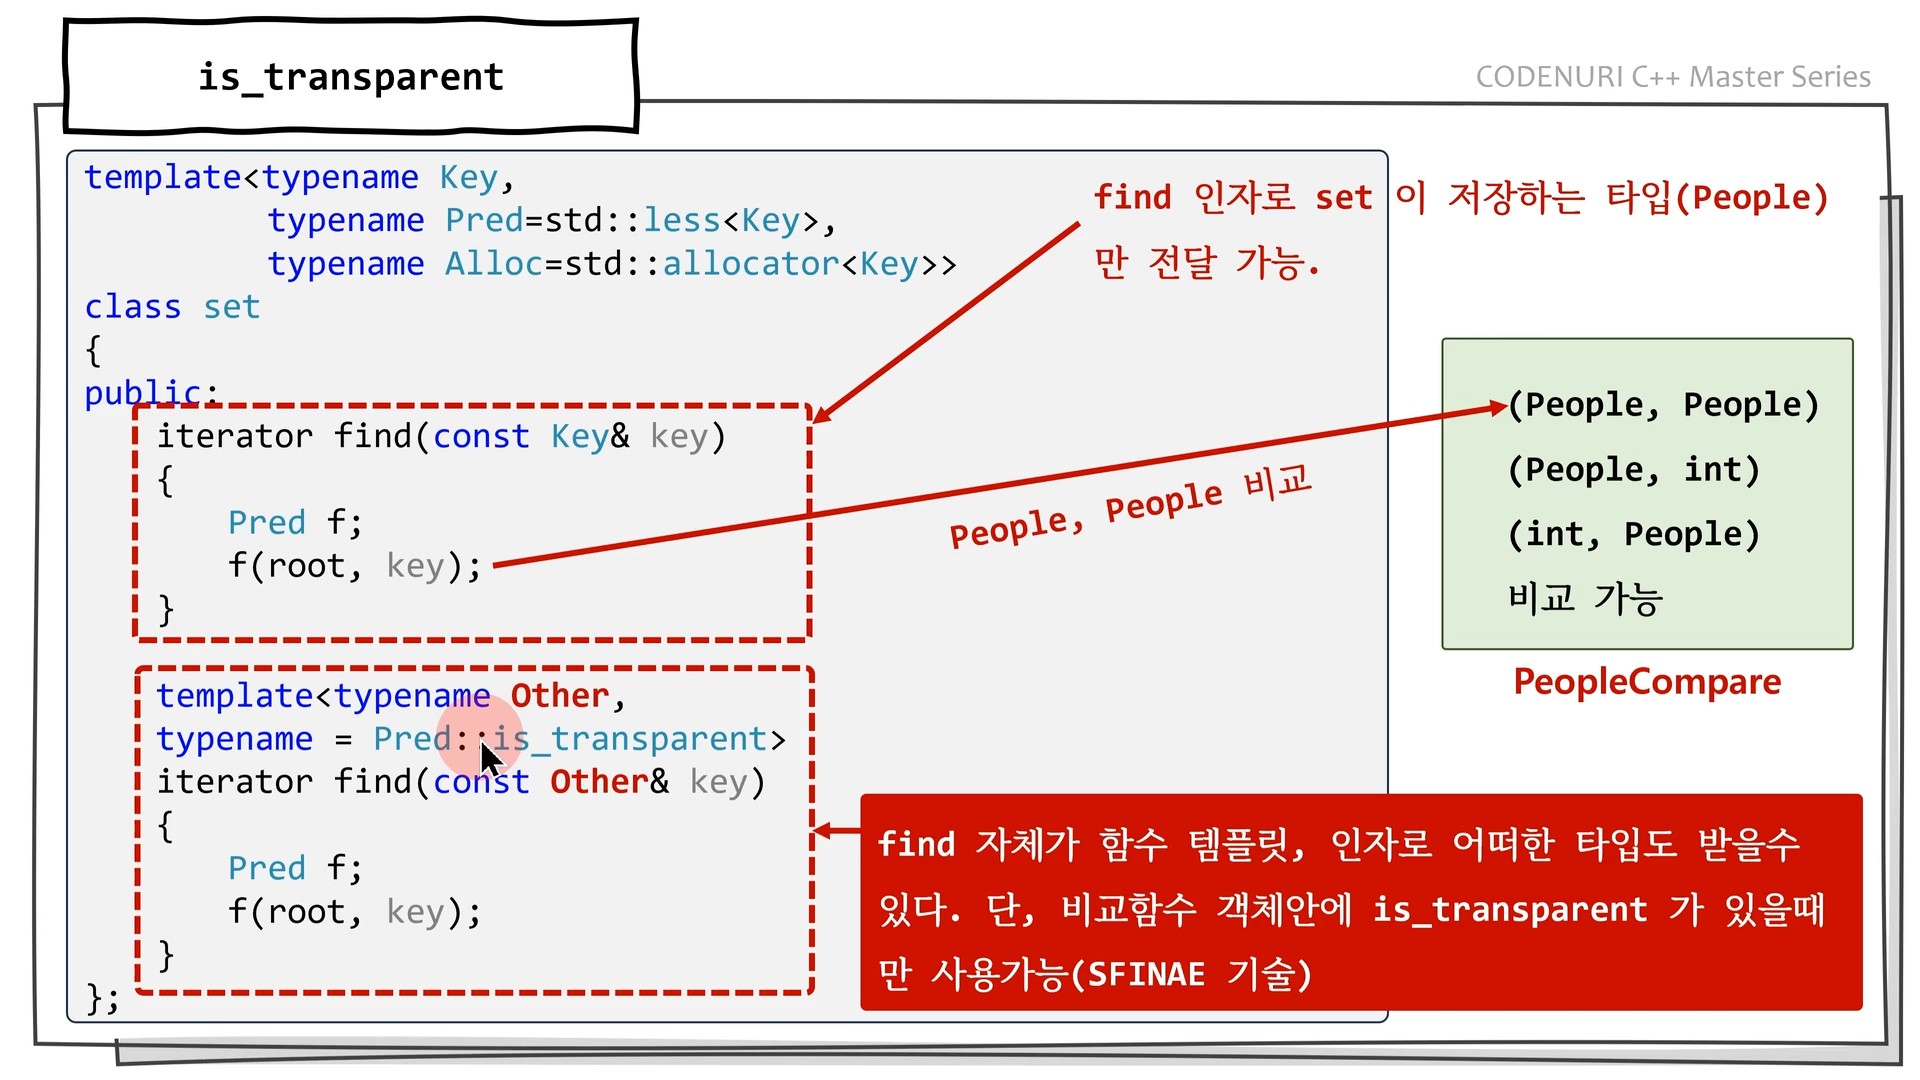 is_transparent
CODENURI C++ Master Series
template<typename Key,
typename Pred=std::less<Key>,
typename Alloc=std::allocator<Key>>
class set
{
public:
iterator find(const Key& key)
{
Pred f;
f(root, key);
}
template<typename Other,
typename = Pred::is_transparent>
iterator find(const Other& key)
{
Pred f;
f(root, key);
}
};
find 인자로 set 이 저장하는 타입(People)
만 전달 가능.
People, People 비교
(People, People)
(People, int)
(int, People)
비교 가능
PeopleCompare
find 자체가 함수 템플릿, 인자로 어떠한 타입도 받을수
있다. 단, 비교함수 객체안에 is_transparent 가 있을때
만 사용가능(SFINAE 기술)